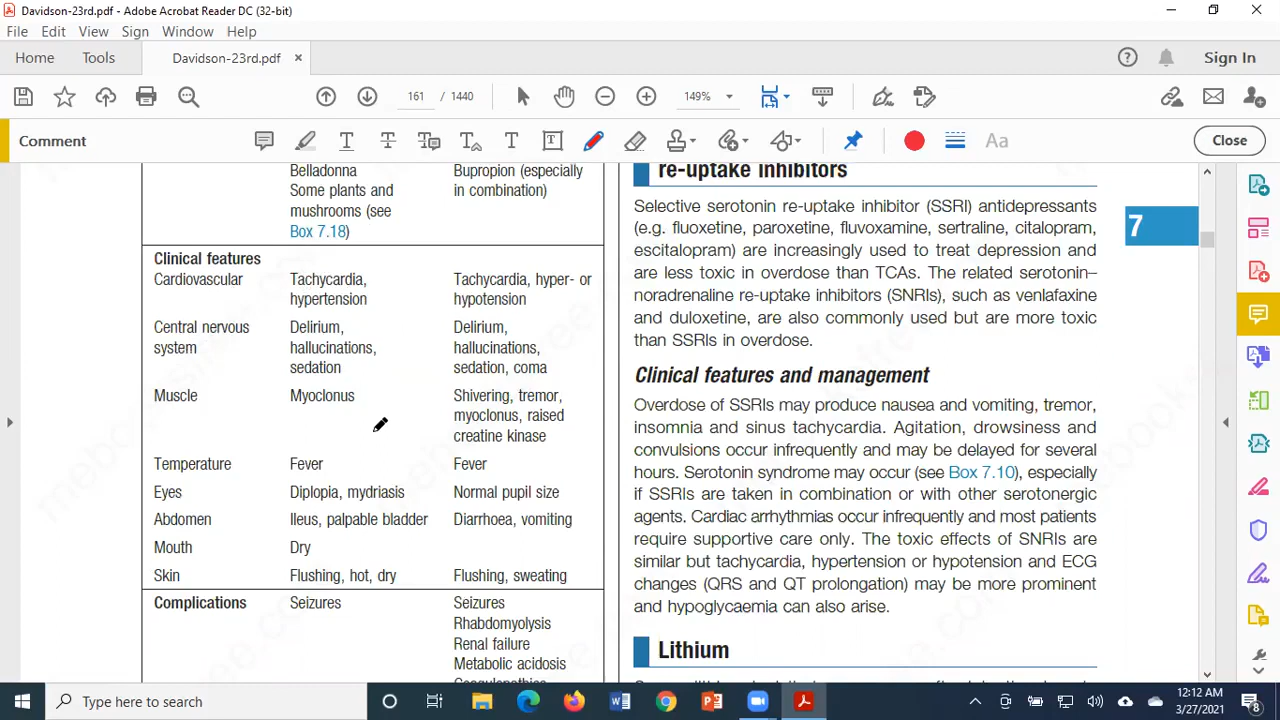 Davidson-23rd.pdf - Adobe Acrobat Reader DC (32-bit)
File Edit View Sign Window Help
Home Tools Davidson-23rd.pdf × Sign In
161 / 1440 149%
Comment Aa Close
Belladonna
Some plants and
mushrooms (see
Box 7.18)
Bupropion (especially
in combination)
Clinical features
Cardiovascular
Tachycardia,
hypertension
Tachycardia, hyper- or
hypotension
Central nervous
system
Delirium,
hallucinations,
sedation
Delirium,
hallucinations,
sedation, coma
Muscle
Myoclonus
Shivering, tremor,
myoclonus, raised
creatine kinase
Temperature Fever Fever
Eyes Diplopia, mydriasis Normal pupil size
Abdomen Ileus, palpable bladder Diarrhoea, vomiting
Mouth Dry
Skin Flushing, hot, dry Flushing, sweating
Complications Seizures Seizures
Rhabdomyolysis
Renal failure
Metabolic acidosis
Coagulopathies
re-uptake inhibitors
Selective serotonin re-uptake inhibitor (SSRI) antidepressants
(e.g. fluoxetine, paroxetine, fluvoxamine, sertraline, citalopram,
escitalopram) are increasingly used to treat depression and
are less toxic in overdose than TCAs. The related serotonin–
noradrenaline re-uptake inhibitors (SNRIs), such as venlafaxine
and duloxetine, are also commonly used but are more toxic
than SSRIs in overdose.
Clinical features and management
Overdose of SSRIs may produce nausea and vomiting, tremor,
insomnia and sinus tachycardia. Agitation, drowsiness and
convulsions occur infrequently and may be delayed for several
hours. Serotonin syndrome may occur (see Box 7.10), especially
if SSRIs are taken in combination or with other serotonergic
agents. Cardiac arrhythmias occur infrequently and most patients
require supportive care only. The toxic effects of SNRIs are
similar but tachycardia, hypertension or hypotension and ECG
changes (QRS and QT prolongation) may be more prominent
and hypoglycaemia can also arise.
Lithium
7
Type here to search
12:12 AM
3/27/2021
8